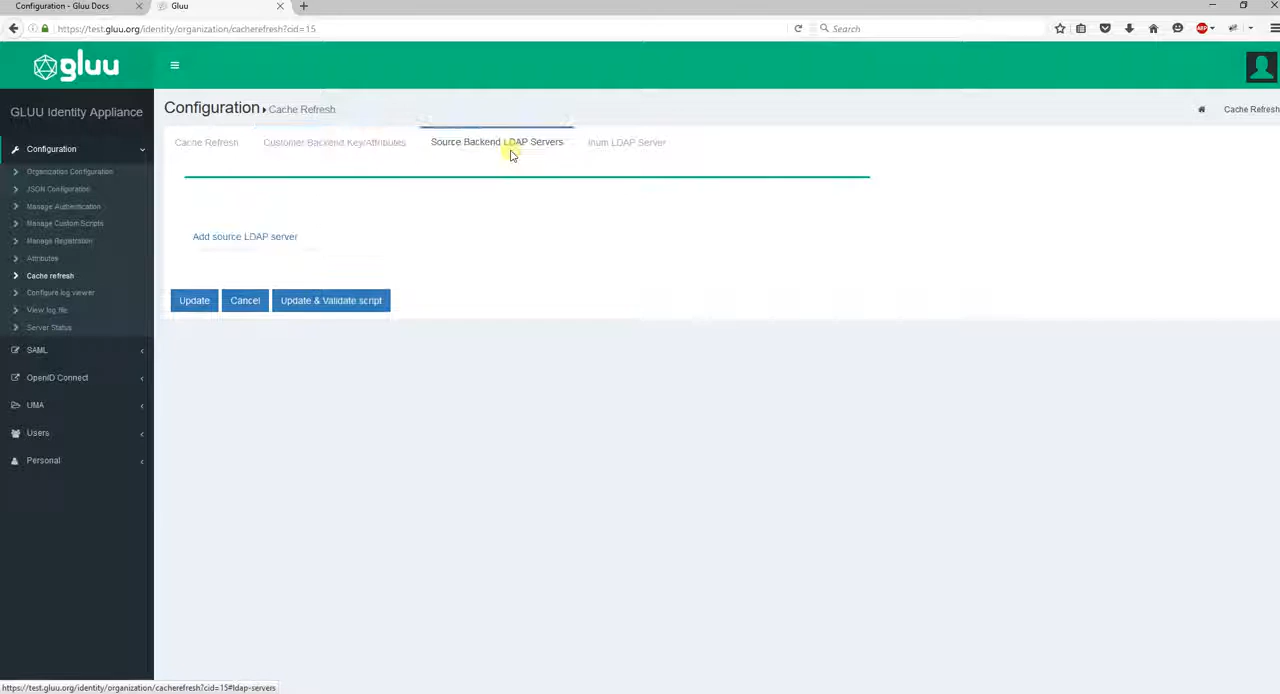 Configuration - Gluu Docs
Gluu
https://test.gluu.org/identity/organization/cacherefresh?cid=15
Search
ABP
gluu
GLUU Identity Appliance
Configuration
Organization Configuration
JSON Configuration
Manage Authentication
Manage Custom Scripts
Manage Registration
Attributes
Cache refresh
Configure log viewer
View log file
Server Status
SAML
OpenID Connect
UMA
Users
Personal
Configuration Cache Refresh
Cache Refresh
Cache Refresh Customer Backend Key/Attributes Source Backend LDAP Servers Inum LDAP Server
Add source LDAP server
Update Cancel Update & Validate script
https://test.gluu.org/identity/organization/cacherefresh?cid=15#ldap-servers